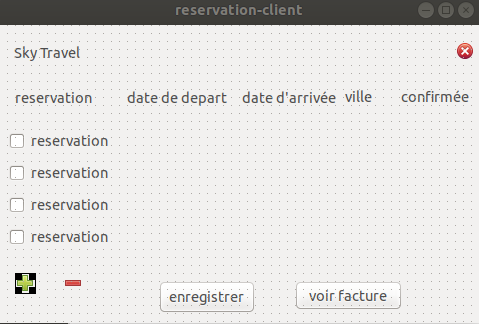 reservation-client
Sky Travel
reservation date de depart date d'arrivée ville confirmée
reservation
reservation
reservation
reservation
enregistrer voir facture